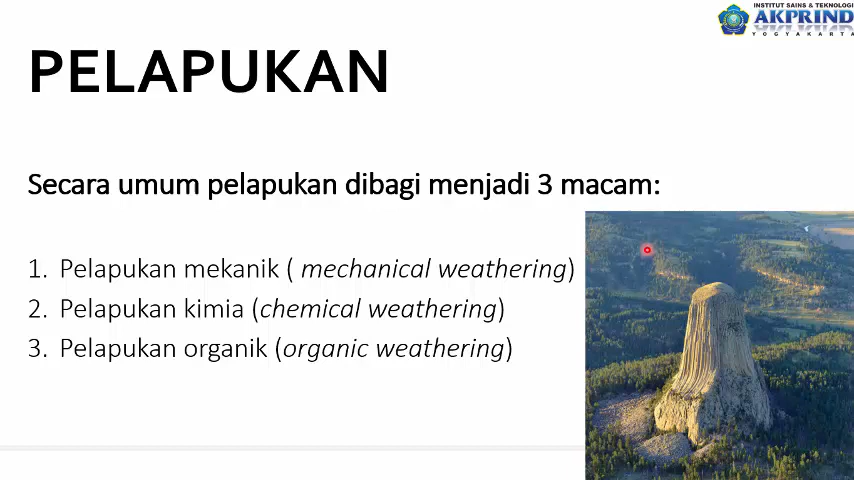 INSTITUT SAINS & TEKNOLOGI
AKPRIND
YOGYAKARTA
PELAPUKAN
Secara umum pelapukan dibagi menjadi 3 macam:
1. Pelapukan mekanik ( mechanical weathering)
2. Pelapukan kimia (chemical weathering)
3. Pelapukan organik (organic weathering)